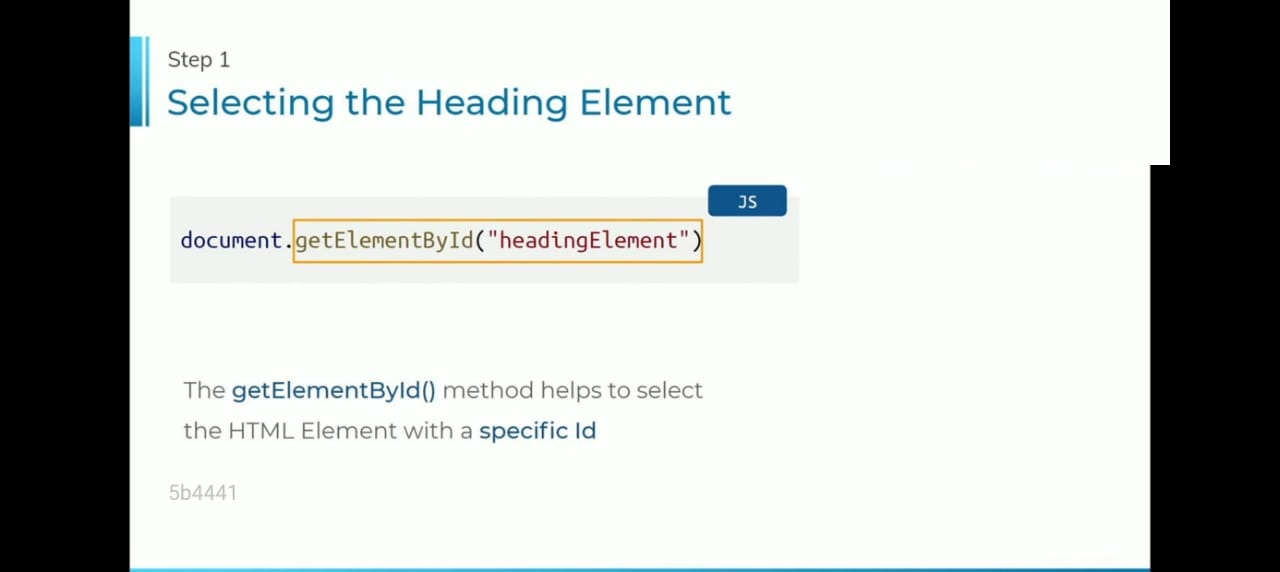 Step 1
Selecting the Heading Element
JS
document.getElementById("headingElement")
The getElementById() method helps to select
the HTML Element with a specific Id
5b4441